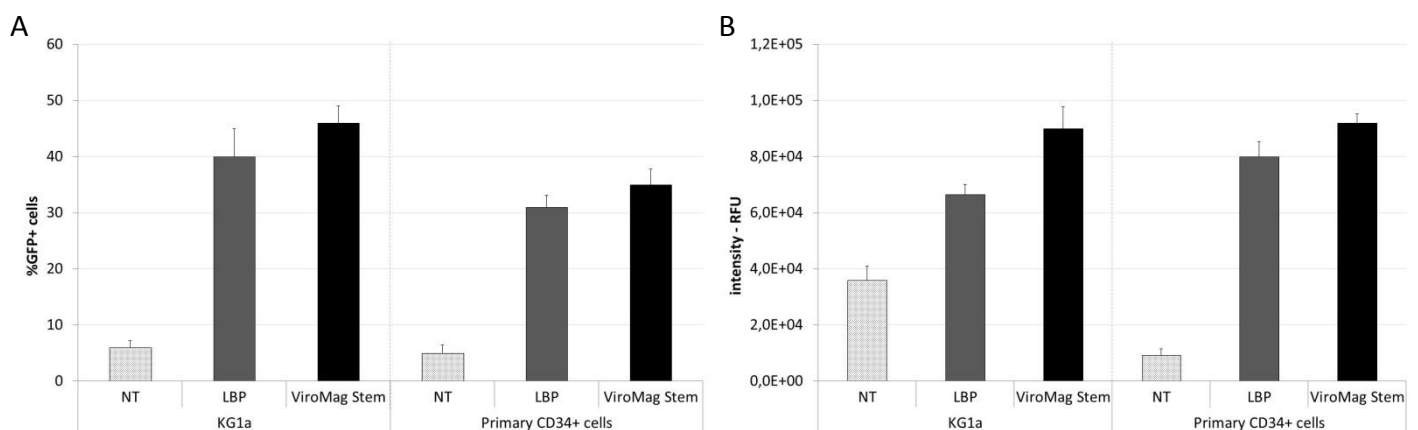 A
%GFP+ cells
60
50
40
30
20
10
0
NT LBP ViroMag Stem NT LBP ViroMag Stem
KG1a Primary CD34+ cells
B
intensity - RFU
1,2E+05
1,0E+05
8,0E+04
6,0E+04
4,0E+04
2,0E+04
0,0E+00
NT LBP ViroMag Stem NT LBP ViroMag Stem
KG1a Primary CD34+ cells